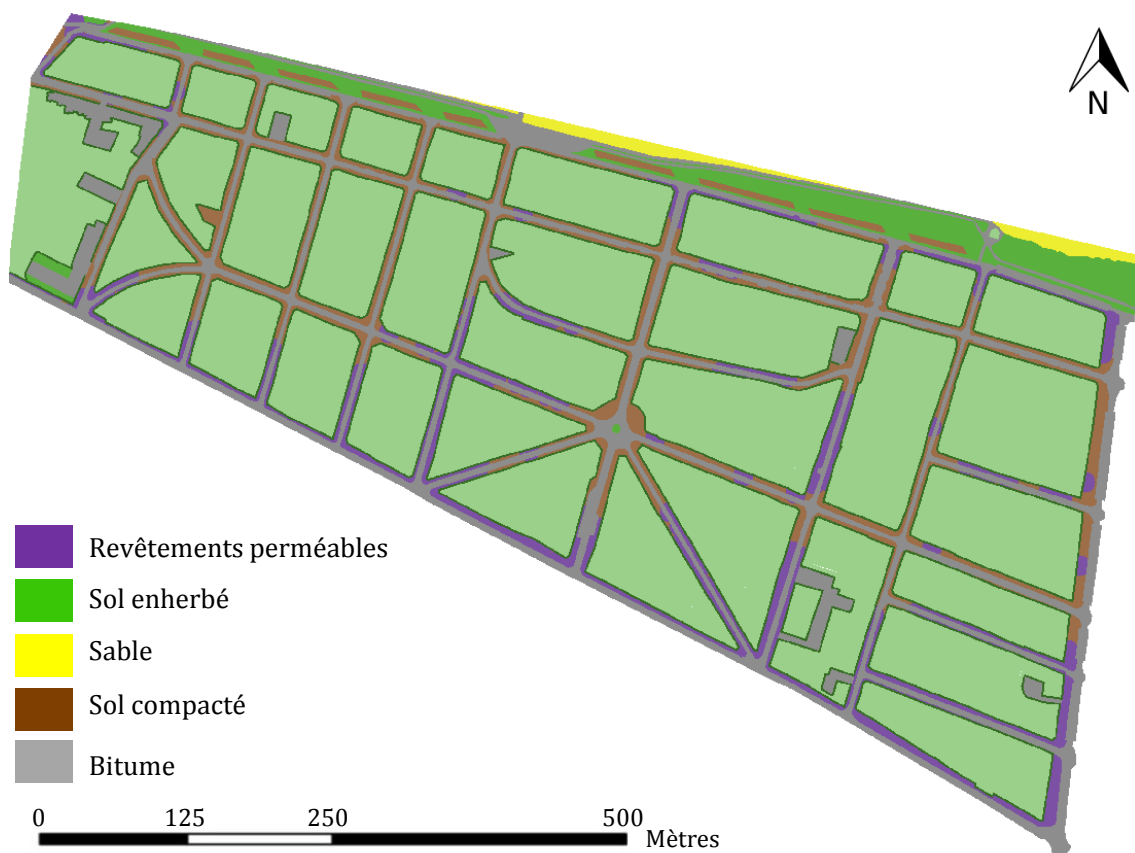 N
Revêtements perméables
Sol enherbé
Sable
Sol compacté
Bitume
0 125 250 500
Mètres